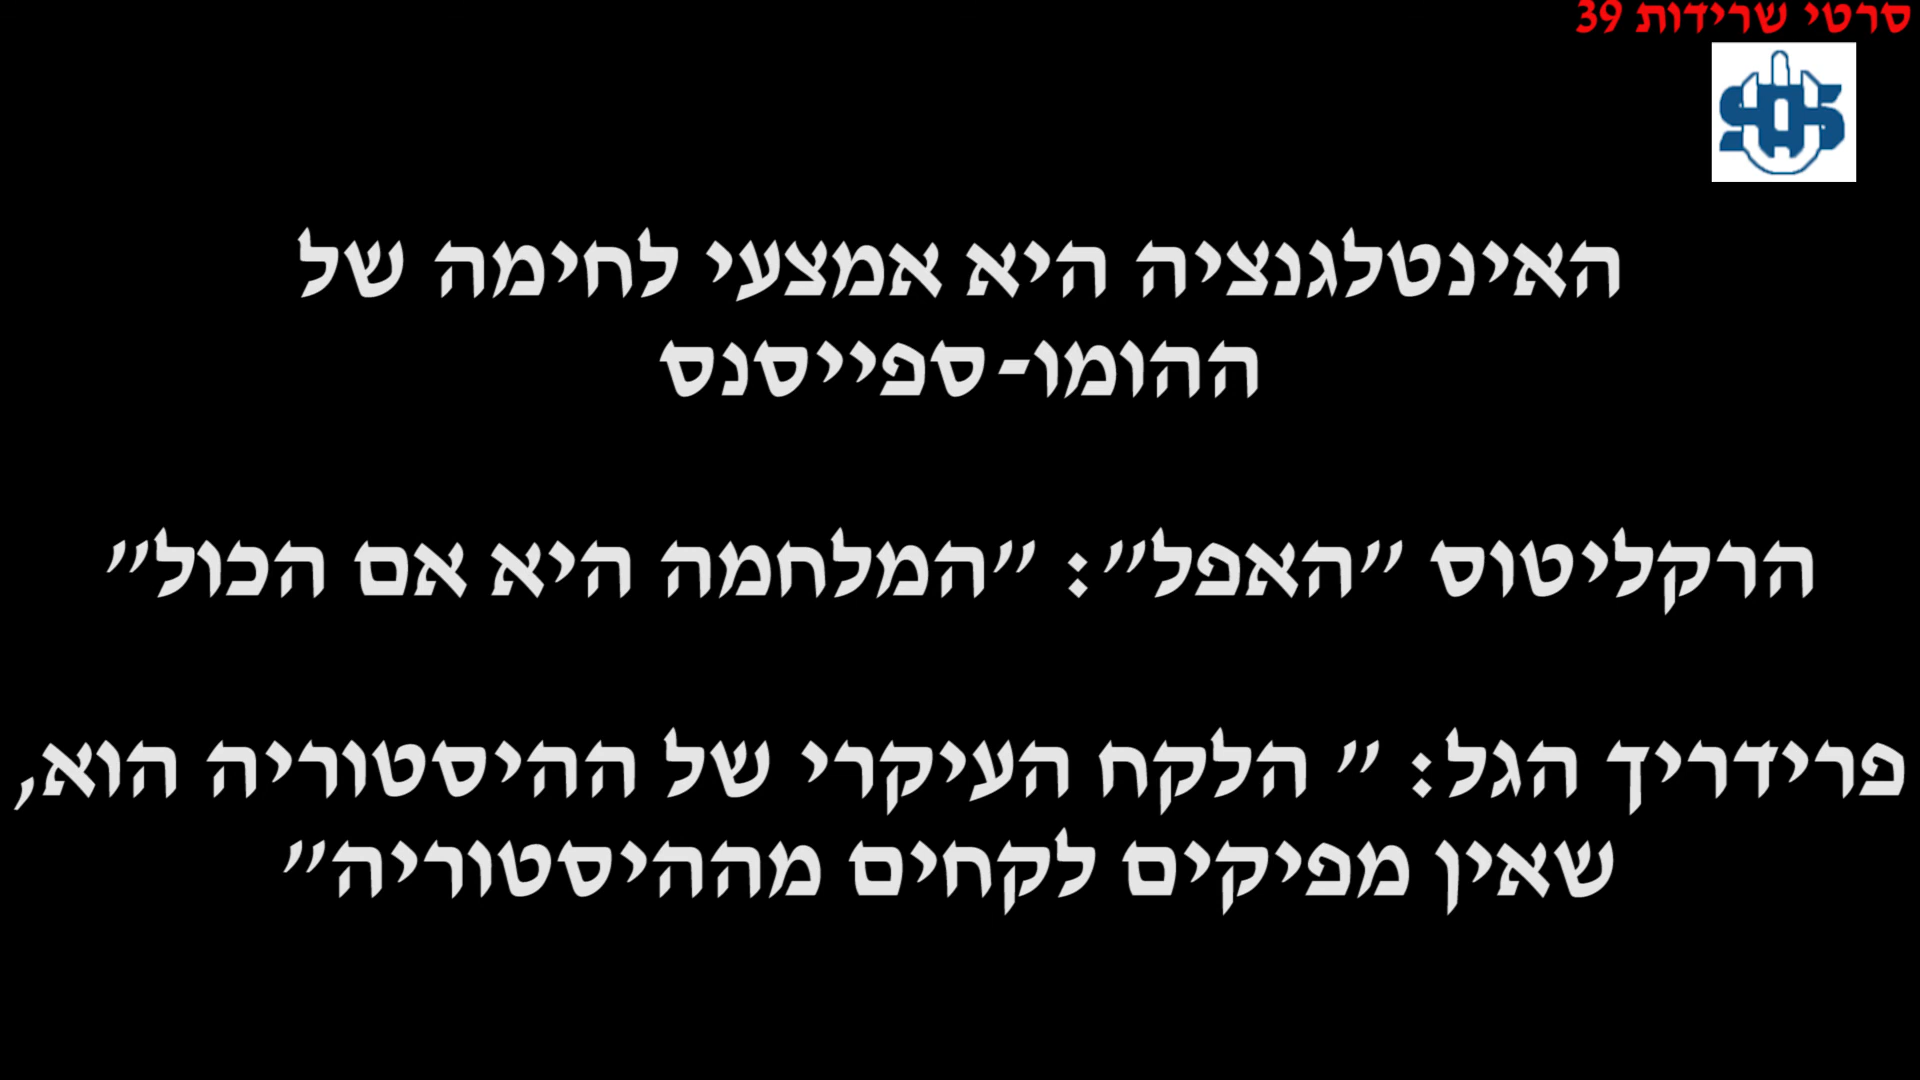 סרטי שרידות 39
SOS
האינטלגנציה היא אמצעי לחימה של
ההומו-ספייסנס
הרקליטוס "האפל": "המלחמה היא אם הכול"
פרידריך הגל: " הלקח העיקרי של ההיסטוריה הוא,
שאין מפיקים לקחים מההיסטוריה"